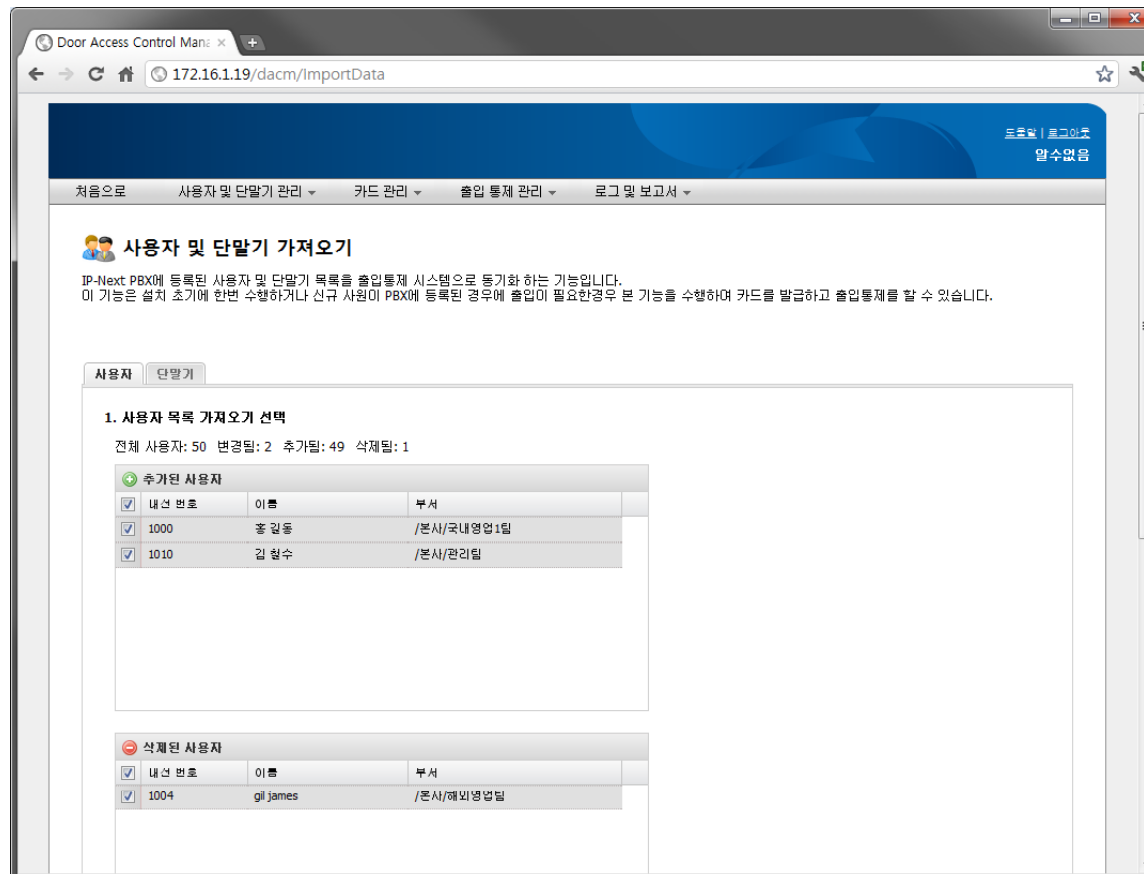 Door Access Control Mana
172.16.1.19/dacm/ImportData
도움말 | 로그아웃
알수없음
처음으로 사용자 및 단말기 관리 카드 관리 출입 통제 관리 로그 및 보고서
사용자 및 단말기 가져오기
IP-Next PBX에 등록된 사용자 및 단말기 목록을 출입통제 시스템으로 동기화 하는 기능입니다.
이 기능은 설치 초기에 한번 수행하거나 신규 사원이 PBX에 등록된 경우에 출입이 필요한경우 본 기능을 수행하여 카드를 발급하고 출입통제를 할 수 있습니다.
사용자 단말기
1. 사용자 목록 가져오기 선택
전체 사용자: 50 변경됨: 2 추가됨: 49 삭제됨: 1
추가된 사용자
내선 번호 이름 부서
1000 홍 길동 /본사/국내영업1팀
1010 김 철수 /본사/관리팀
삭제된 사용자
내선 번호 이름 부서
1004 gil james /본사/해외영업팀